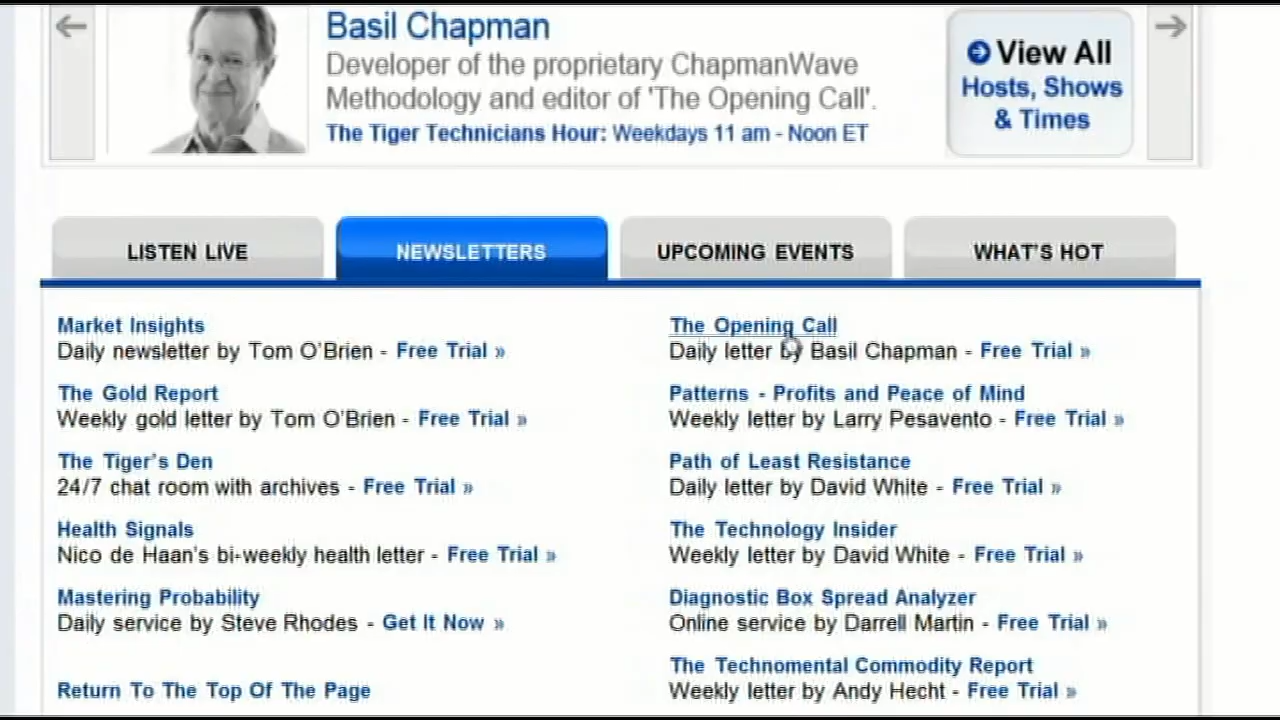 Basil Chapman
Developer of the proprietary ChapmanWave
Methodology and editor of 'The Opening Call'.
The Tiger Technicians Hour: Weekdays 11 am - Noon ET
View All
Hosts, Shows
& Times
LISTEN LIVE
NEWSLETTERS
UPCOMING EVENTS
WHAT'S HOT
Market Insights
Daily newsletter by Tom O'Brien - Free Trial »
The Gold Report
Weekly gold letter by Tom O'Brien - Free Trial »
The Tiger's Den
24/7 chat room with archives - Free Trial »
Health Signals
Nico de Haan's bi-weekly health letter - Free Trial »
Mastering Probability
Daily service by Steve Rhodes - Get It Now »
Return To The Top Of The Page
The Opening Call
Daily letter by Basil Chapman - Free Trial »
Patterns - Profits and Peace of Mind
Weekly letter by Larry Pesavento - Free Trial »
Path of Least Resistance
Daily letter by David White - Free Trial »
The Technology Insider
Weekly letter by David White - Free Trial »
Diagnostic Box Spread Analyzer
Online service by Darrell Martin - Free Trial »
The Technomental Commodity Report
Weekly letter by Andy Hecht - Free Trial »